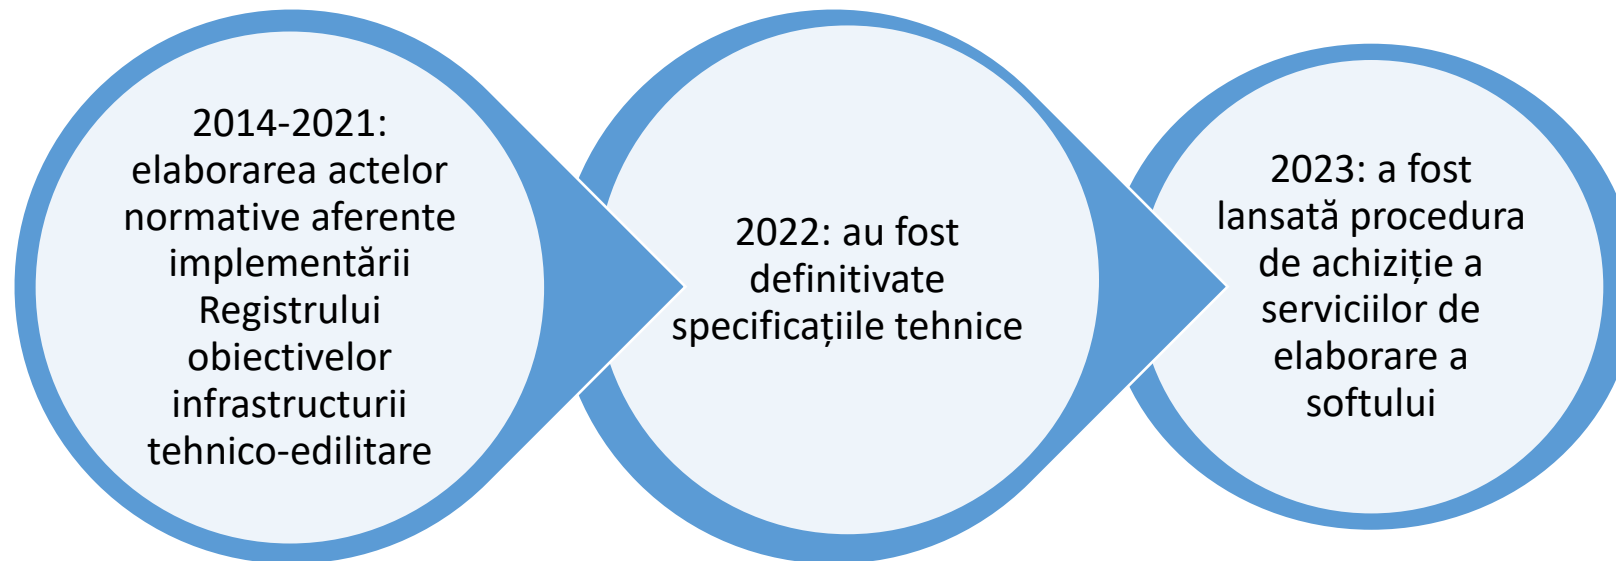 2014-2021:
elaborarea actelor
normative aferente
implementării
Registrului
obiectivelor
infrastructurii
tehnico-edilitare
2022: au fost
definitivate
specificațiile tehnice
2023: a fost
lansată procedura
de achiziție a
serviciilor de
elaborare a
softului